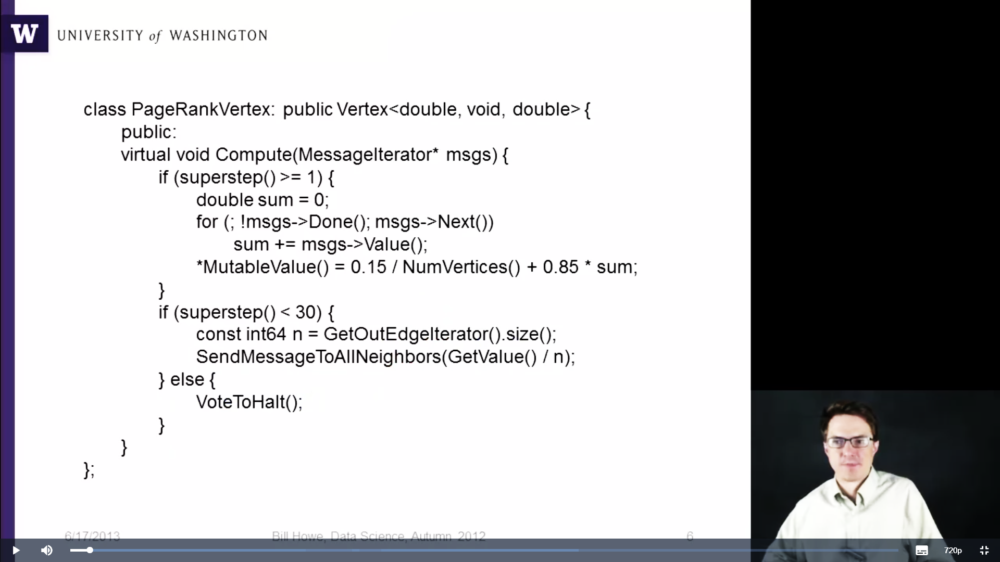 W
UNIVERSITY of WASHINGTON
class PageRankVertex: public Vertex<double, void, double> {
public:
virtual void Compute(MessageIterator* msgs) {
if (superstep() >= 1) {
double sum = 0;
for (; !msgs->Done(); msgs->Next())
sum += msgs->Value();
*MutableValue() = 0.15 / NumVertices() + 0.85 * sum;
}
if (superstep() < 30) {
const int64 n = GetOutEdgeIterator().size();
SendMessageToAllNeighbors(GetValue() / n);
} else {
VoteToHalt();
}
}
};
6/17/2013 Bill Howe, Data Science, Autumn 2012 6
720p